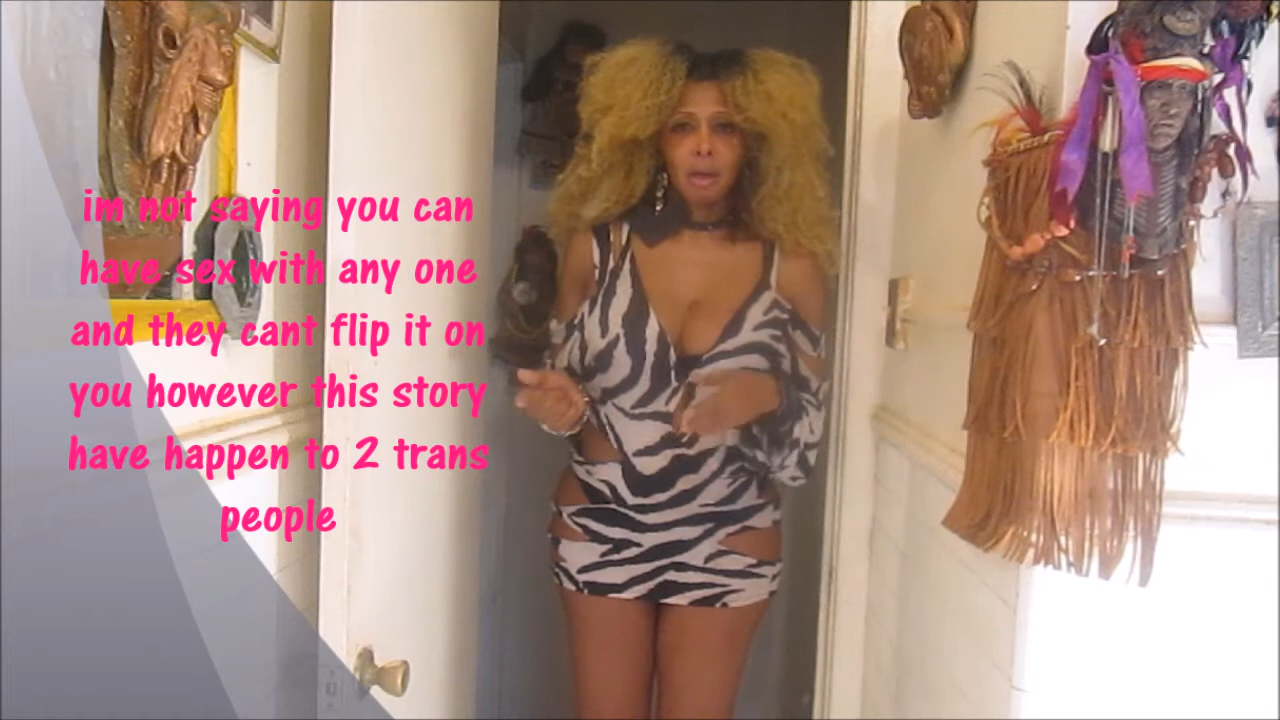 im not saying you can
have sex with any one
and they cant flip it on
you however this story
have happen to 2 trans
people